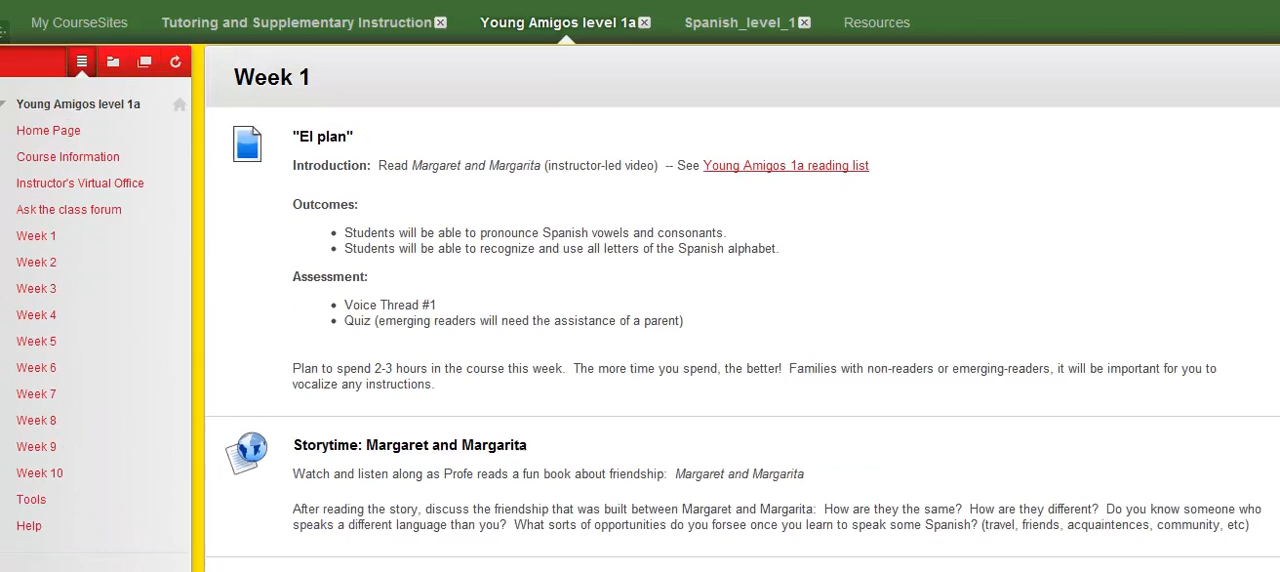 My CourseSites
Tutoring and Supplementary Instruction
Young Amigos level 1a
Spanish_level_1
Resources
Young Amigos level 1a
Home Page
Course Information
Instructor's Virtual Office
Ask the class forum
Week 1
Week 2
Week 3
Week 4
Week 5
Week 6
Week 7
Week 8
Week 9
Week 10
Tools
Help
Week 1
"El plan"
Introduction: Read Margaret and Margarita (instructor-led video) -- See Young Amigos 1a reading list
Outcomes:
• Students will be able to pronounce Spanish vowels and consonants.
• Students will be able to recognize and use all letters of the Spanish alphabet.
Assessment:
• Voice Thread #1
• Quiz (emerging readers will need the assistance of a parent)
Plan to spend 2-3 hours in the course this week. The more time you spend, the better! Families with non-readers or emerging-readers, it will be important for you to
vocalize any instructions.
Storytime: Margaret and Margarita
Watch and listen along as Profe reads a fun book about friendship: Margaret and Margarita
After reading the story, discuss the friendship that was built between Margaret and Margarita: How are they the same? How are they different? Do you know someone who
speaks a different language than you? What sorts of opportunities do you forsee once you learn to speak some Spanish? (travel, friends, acquaintences, community, etc)